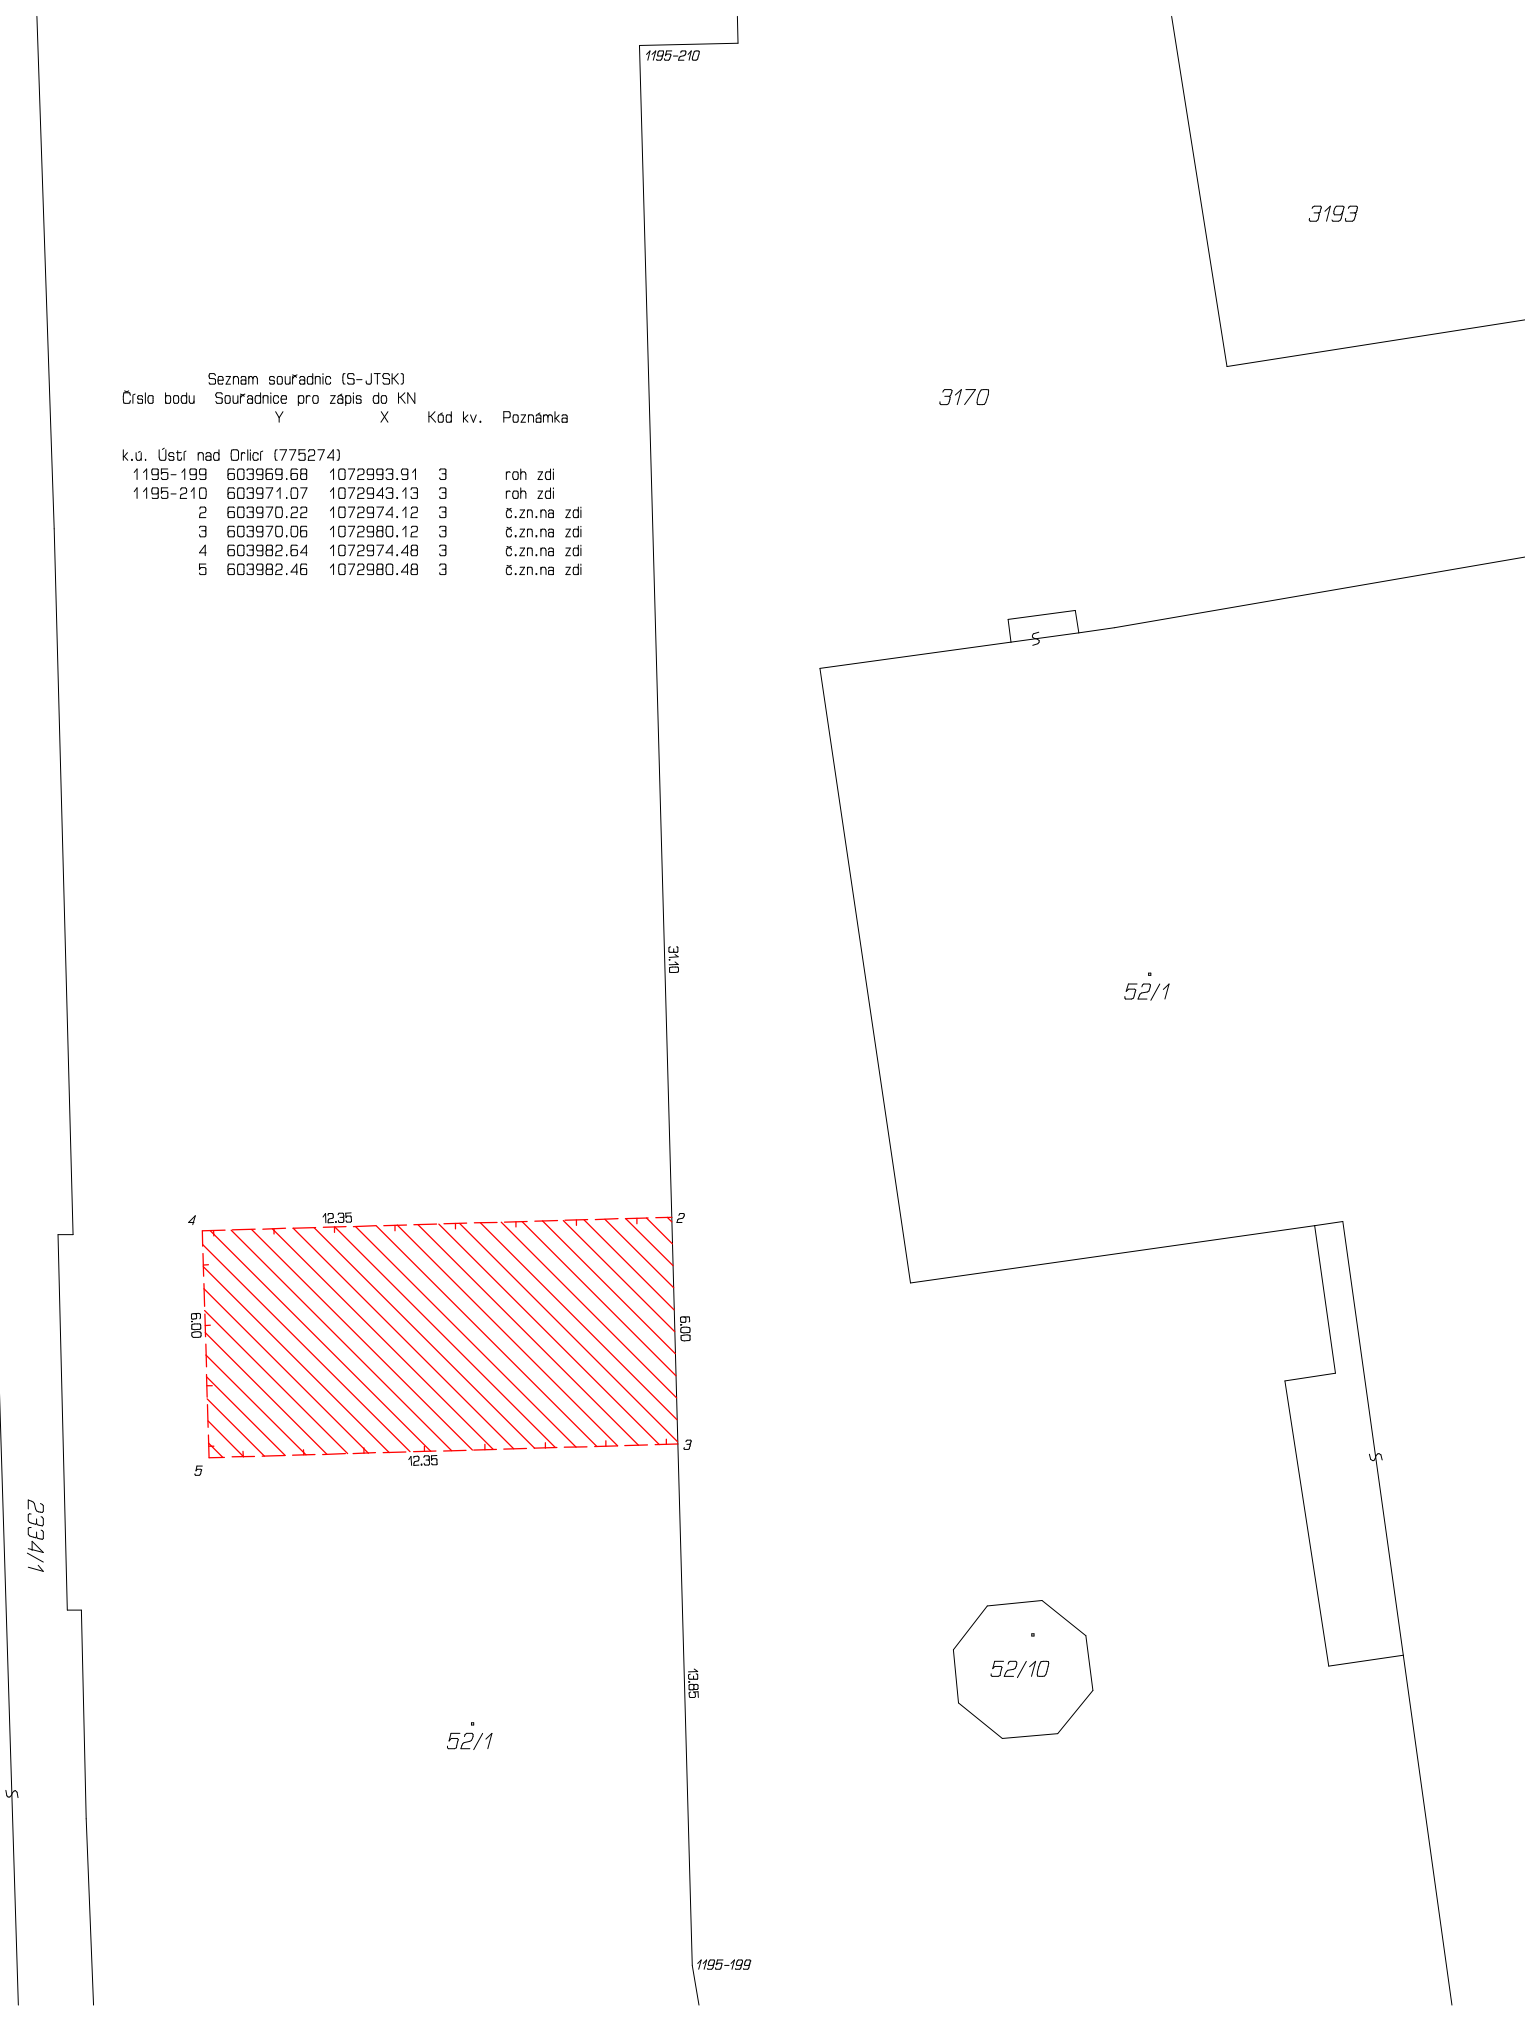 1195-210
3193
Seznam souřadnic (S-JTSK)
Číslo bodu Souřadnice pro zápis do KN
Y X Kód kv. Poznámka
3170
k.ú. Ústí nad Orlicí (775274)
1195-199 603969.68 1072993.91 3 roh zdi
1195-210 603971.07 1072943.13 3 roh zdi
2 603970.22 1072974.12 3 č.zn.na zdi
3 603970.06 1072980.12 3 č.zn.na zdi
4 603982.64 1072974.48 3 č.zn.na zdi
5 603982.46 1072980.48 3 č.zn.na zdi
31.10
52/1
4
12.35
2
6.00
6.00
3
12.35
5
2334/1
52/10
13.85
52/1
1195-199